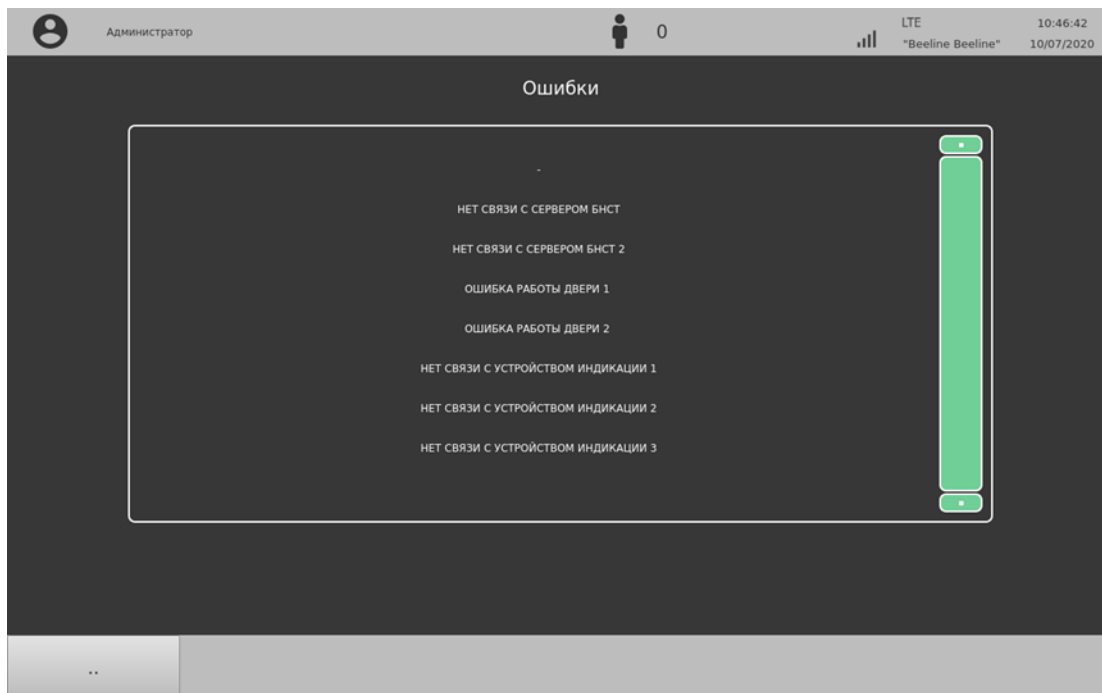 Администратор
0
LTE
"Beeline Beeline"
10:46:42
10/07/2020
Ошибки
-
НЕТ СВЯЗИ С СЕРВЕРОМ БНСТ
НЕТ СВЯЗИ С СЕРВЕРОМ БНСТ 2
ОШИБКА РАБОТЫ ДВЕРИ 1
ОШИБКА РАБОТЫ ДВЕРИ 2
НЕТ СВЯЗИ С УСТРОЙСТВОМ ИНДИКАЦИИ 1
НЕТ СВЯЗИ С УСТРОЙСТВОМ ИНДИКАЦИИ 2
НЕТ СВЯЗИ С УСТРОЙСТВОМ ИНДИКАЦИИ 3
..